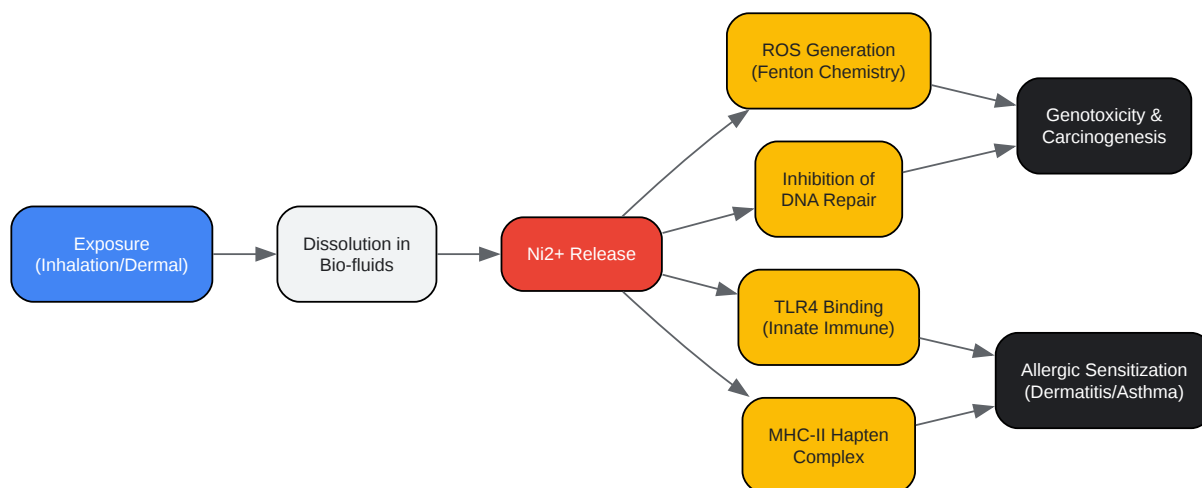 Exposure
(Inhalation/Dermal)
Dissolution in
Bio-fluids
Ni2+ Release
ROS Generation
(Fenton Chemistry)
Inhibition of
DNA Repair
TLR4 Binding
(Innate Immune)
MHC-II Hapten
Complex
Genotoxicity &
Carcinogenesis
Allergic Sensitization
(Dermatitis/Asthma)